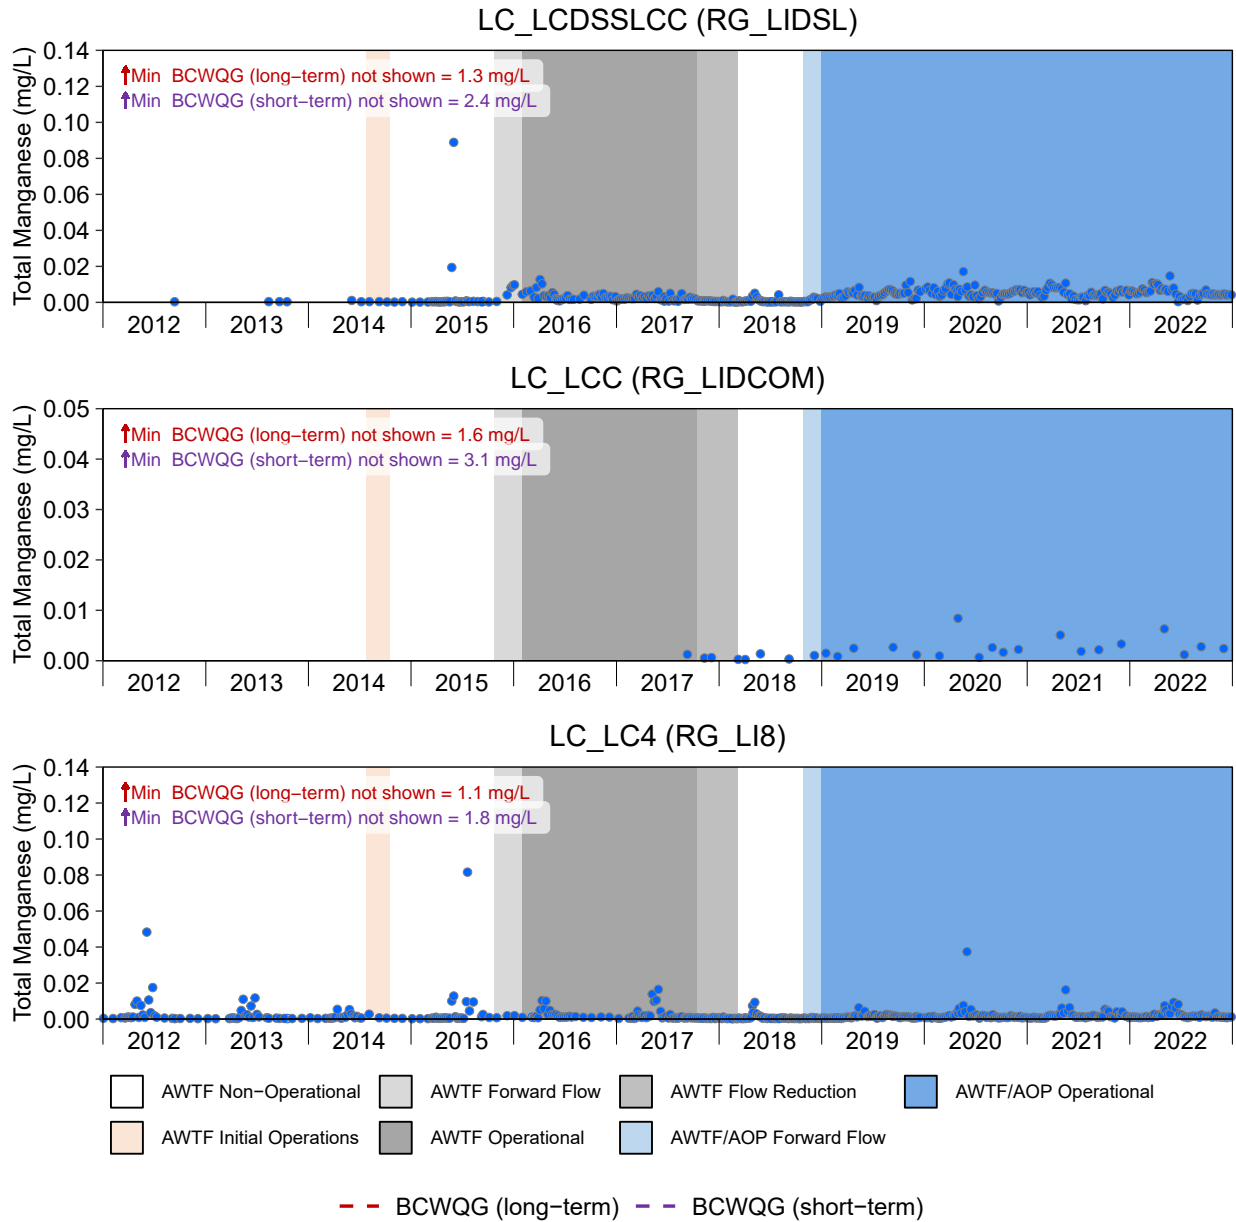 LC_LCDSSLCC (RG_LIDSL)
Total Manganese (mg/L)
0.14
0.12
0.10
0.08
0.06
0.04
0.02
0.00
Min BCWQG (long−term) not shown = 1.3 mg/L
Min BCWQG (short−term) not shown = 2.4 mg/L
2012 2013 2014 2015 2016 2017 2018 2019 2020 2021 2022
LC_LCC (RG_LIDCOM)
Total Manganese (mg/L)
0.05
0.04
0.03
0.02
0.01
0.00
Min BCWQG (long−term) not shown = 1.6 mg/L
Min BCWQG (short−term) not shown = 3.1 mg/L
2012 2013 2014 2015 2016 2017 2018 2019 2020 2021 2022
LC_LC4 (RG_LI8)
Total Manganese (mg/L)
0.14
0.12
0.10
0.08
0.06
0.04
0.02
0.00
Min BCWQG (long−term) not shown = 1.1 mg/L
Min BCWQG (short−term) not shown = 1.8 mg/L
2012 2013 2014 2015 2016 2017 2018 2019 2020 2021 2022
AWTF Non−Operational AWTF Forward Flow AWTF Flow Reduction AWTF/AOP Operational
AWTF Initial Operations AWTF Operational AWTF/AOP Forward Flow
BCWQG (long−term) BCWQG (short−term)